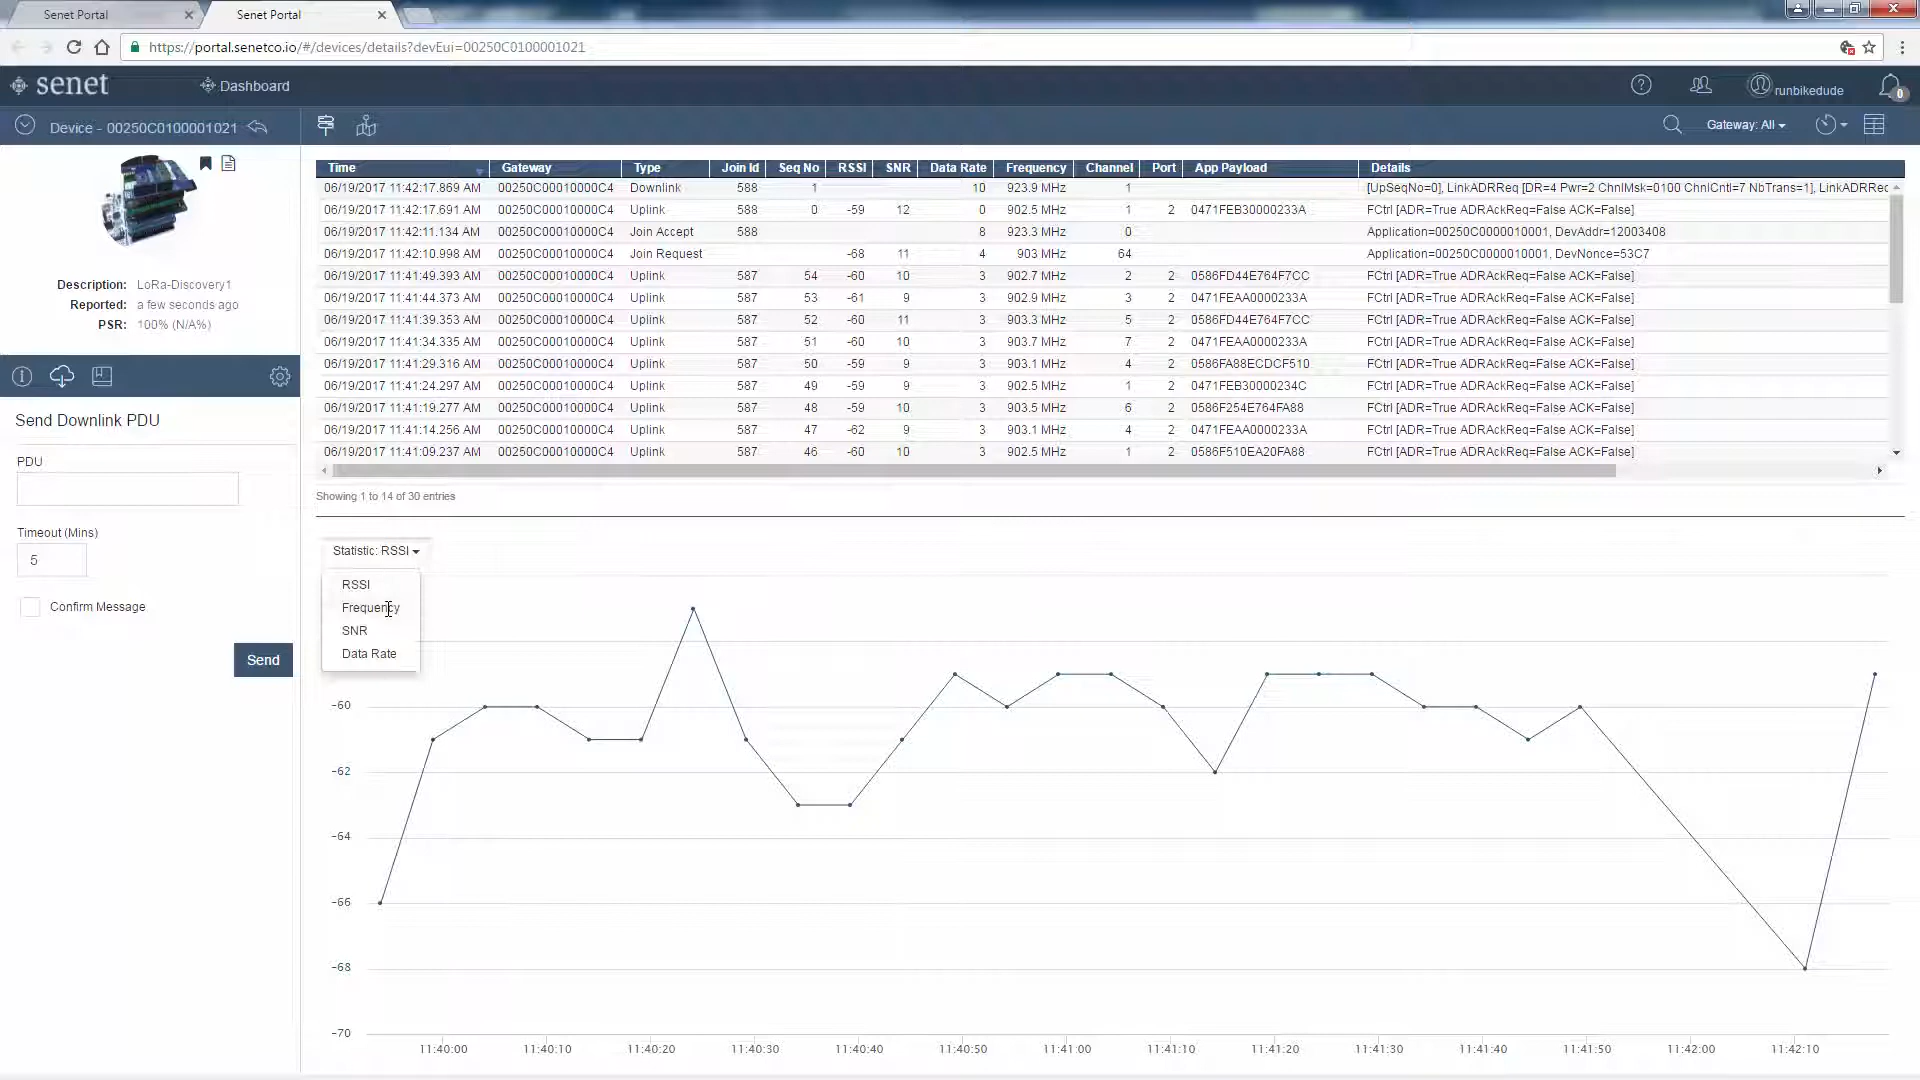 Senet Portal
Senet Portal
https://portal.senetco.io/#/devices/details?devEui=00250C0100001021
senet
Dashboard
runbikedude
0
Device - 00250C0100001021
Gateway: All
Description: LoRa-Discovery1
Reported: a few seconds ago
PSR: 100% (N/A%)
Send Downlink PDU
PDU
Timeout (Mins)
5
Confirm Message
Send
Time Gateway Type Join Id Seq No RSSI SNR Data Rate Frequency Channel Port App Payload Details
06/19/2017 11:42:17.869 AM 00250C00010000C4 Downlink 588 1 10 923.9 MHz 1 [UpSeqNo=0], LinkADRReq [DR=4 Pwr=2 ChnlMsk=0100 ChnlCntl=7 NbTrans=1], LinkADRRec
06/19/2017 11:42:17.691 AM 00250C00010000C4 Uplink 588 0 -59 12 0 902.5 MHz 1 2 0471FEB30000233A FCtrl [ADR=True ADRAckReq=False ACK=False]
06/19/2017 11:42:11.134 AM 00250C00010000C4 Join Accept 588 8 923.3 MHz 0 Application=00250C0000010001, DevAddr=12003408
06/19/2017 11:42:10.998 AM 00250C00010000C4 Join Request -68 11 4 903 MHz 64 Application=00250C0000010001, DevNonce=53C7
06/19/2017 11:41:49.393 AM 00250C00010000C4 Uplink 587 54 -60 10 3 902.7 MHz 2 2 0586FD44E764F7CC FCtrl [ADR=True ADRAckReq=False ACK=False]
06/19/2017 11:41:44.373 AM 00250C00010000C4 Uplink 587 53 -61 9 3 902.9 MHz 3 2 0471FEAA0000233A FCtrl [ADR=True ADRAckReq=False ACK=False]
06/19/2017 11:41:39.353 AM 00250C00010000C4 Uplink 587 52 -60 11 3 903.3 MHz 5 2 0586FD44E764F7CC FCtrl [ADR=True ADRAckReq=False ACK=False]
06/19/2017 11:41:34.335 AM 00250C00010000C4 Uplink 587 51 -60 10 3 903.7 MHz 7 2 0471FEAA0000233A FCtrl [ADR=True ADRAckReq=False ACK=False]
06/19/2017 11:41:29.316 AM 00250C00010000C4 Uplink 587 50 -59 9 3 903.1 MHz 4 2 0586FA88ECDCF510 FCtrl [ADR=True ADRAckReq=False ACK=False]
06/19/2017 11:41:24.297 AM 00250C00010000C4 Uplink 587 49 -59 9 3 902.5 MHz 1 2 0471FEB30000234C FCtrl [ADR=True ADRAckReq=False ACK=False]
06/19/2017 11:41:19.277 AM 00250C00010000C4 Uplink 587 48 -59 10 3 903.5 MHz 6 2 0586F254E764FA88 FCtrl [ADR=True ADRAckReq=False ACK=False]
06/19/2017 11:41:14.256 AM 00250C00010000C4 Uplink 587 47 -62 9 3 903.1 MHz 4 2 0471FEAA0000233A FCtrl [ADR=True ADRAckReq=False ACK=False]
06/19/2017 11:41:09.237 AM 00250C00010000C4 Uplink 587 46 -60 10 3 902.5 MHz 1 2 0586F510EA20FA88 FCtrl [ADR=True ADRAckReq=False ACK=False]
Showing 1 to 14 of 30 entries
Statistic: RSSI
RSSI
Frequency
SNR
Data Rate
-60
-62
-64
-66
-68
-70
11:40:00 11:40:10 11:40:20 11:40:30 11:40:40 11:40:50 11:41:00 11:41:10 11:41:20 11:41:30 11:41:40 11:41:50 11:42:00 11:42:10